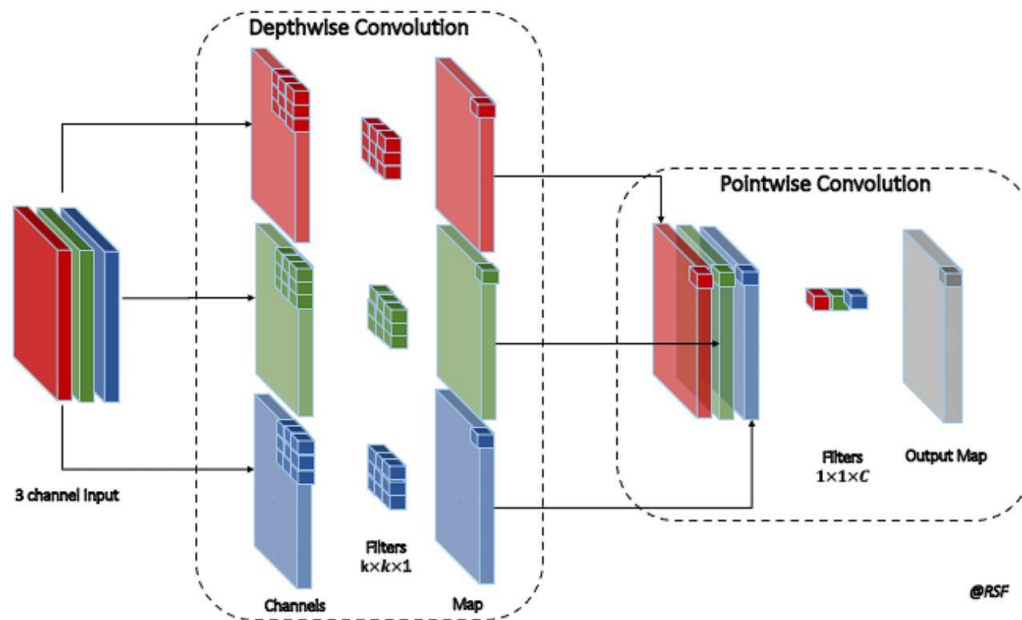 Depthwise Convolution
Pointwise Convolution
3 channel input
Filters
k×k×1
Channels
Map
Filters
1×1×C
Output Map
@RSF